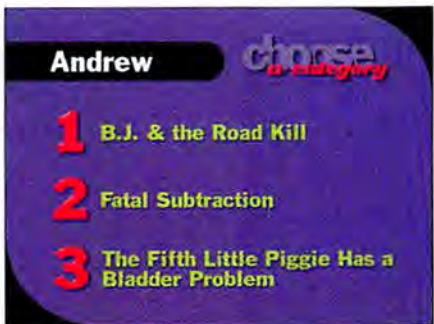 Andrew
choose
a category
1 B.J. & the Road Kill
2 Fatal Subtraction
3 The Fifth Little Piggie Has a
Bladder Problem